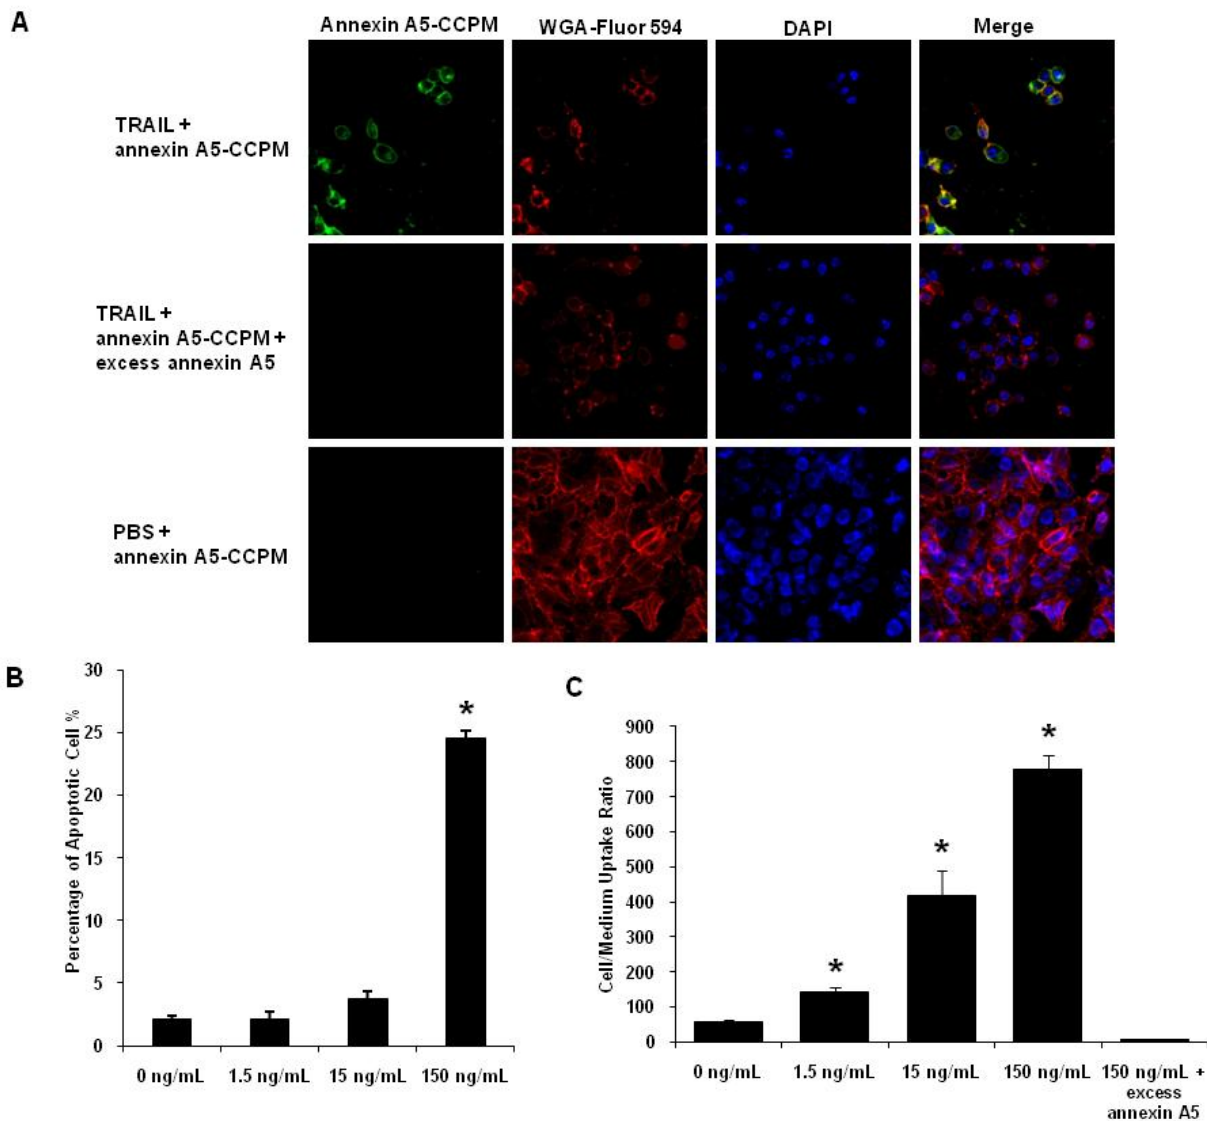 A
Annexin A5-CCPM WGA-Fluor 594 DAPI Merge
TRAIL +
annexin A5-CCPM
TRAIL +
annexin A5-CCPM +
excess annexin A5
PBS +
annexin A5-CCPM
B
Percentage of Apoptotic Cell %
30
25
20
15
10
5
0
*
0 ng/mL 1.5 ng/mL 15 ng/mL 150 ng/mL
C
Cell/Medium Uptake Ratio
900
800
700
600
500
400
300
200
100
0
*
*
*
0 ng/mL 1.5 ng/mL 15 ng/mL 150 ng/mL 150 ng/mL +
excess
annexin A5